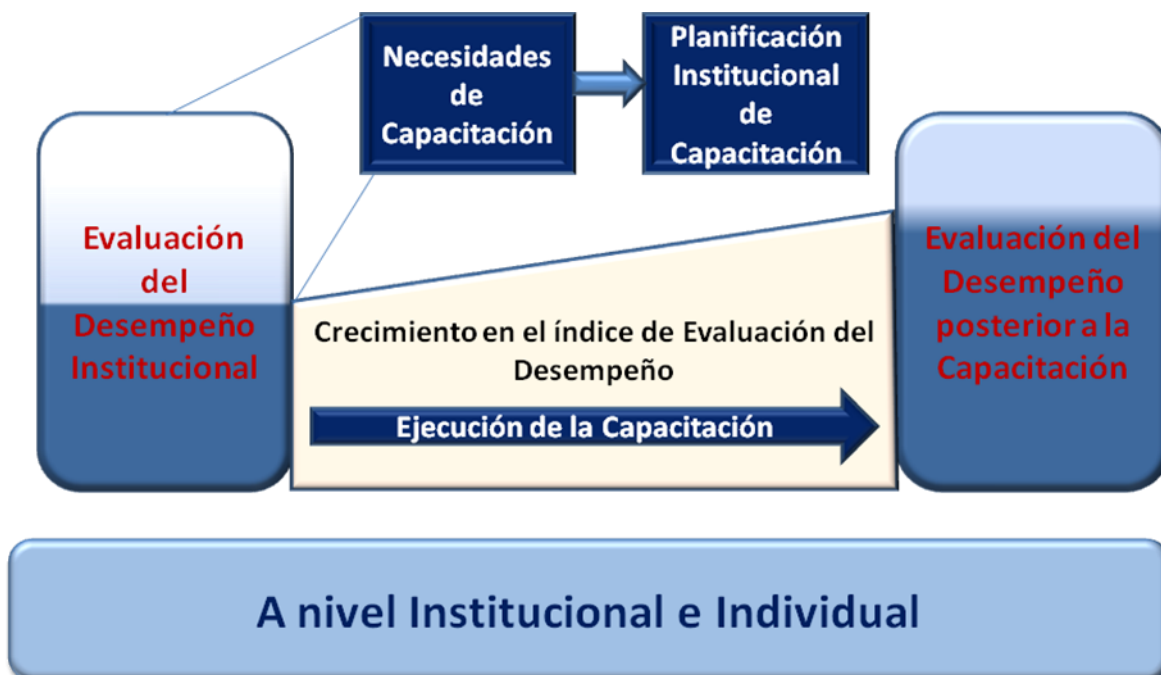 Necesidades
de
Capacitación
Planificación
Institucional
de
Capacitación
Evaluación
del
Desempeño
Institucional
Crecimiento en el índice de Evaluación del
Desempeño
Ejecución de la Capacitación
Evaluación del
Desempeño
posterior a la
Capacitación
A nivel Institucional e Individual